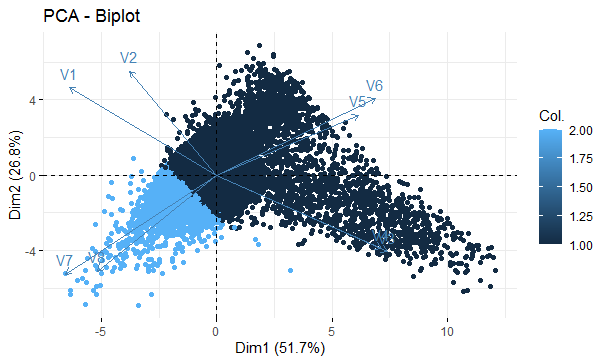 PCA - Biplot
V2
V1
V6
V5
V7
V8
4
0
-4
-5
0
5
10
Dim2 (26.8%)
Dim1 (51.7%)
Col.
2.00
1.75
1.50
1.25
1.00